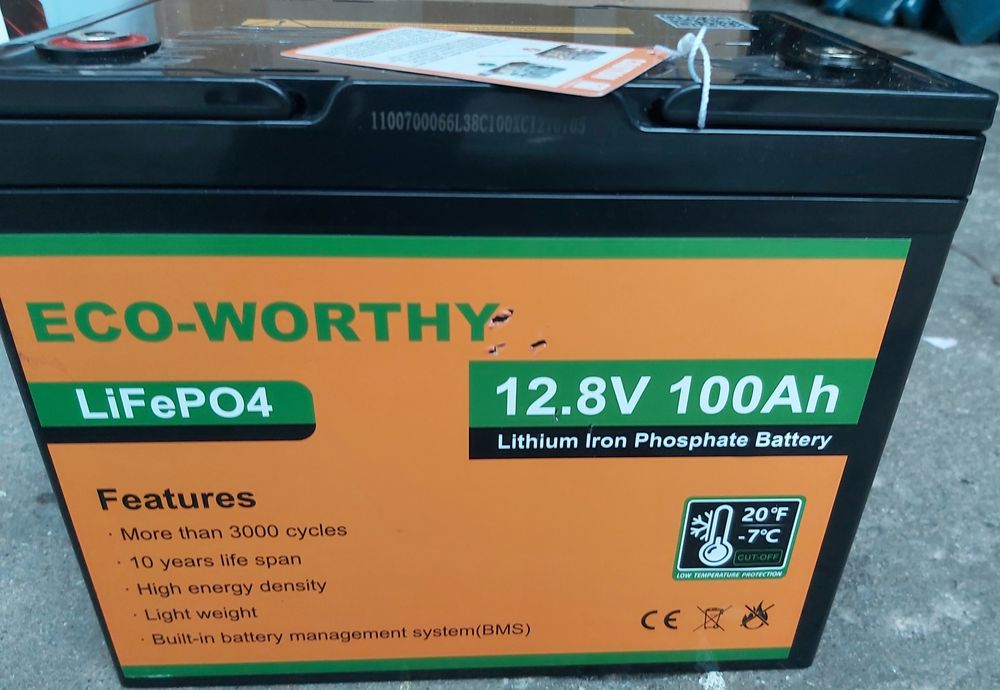 ECO-WORTHY
LiFePO4
12.8V 100Ah
Lithium Iron Phosphate Battery
Features
· More than 3000 cycles
· 10 years life span
· High energy density
· Light weight
· Built-in battery management system(BMS)
20°F
-7°C
CUT-OFF
LOW TEMPERATURE PROTECTION
CE